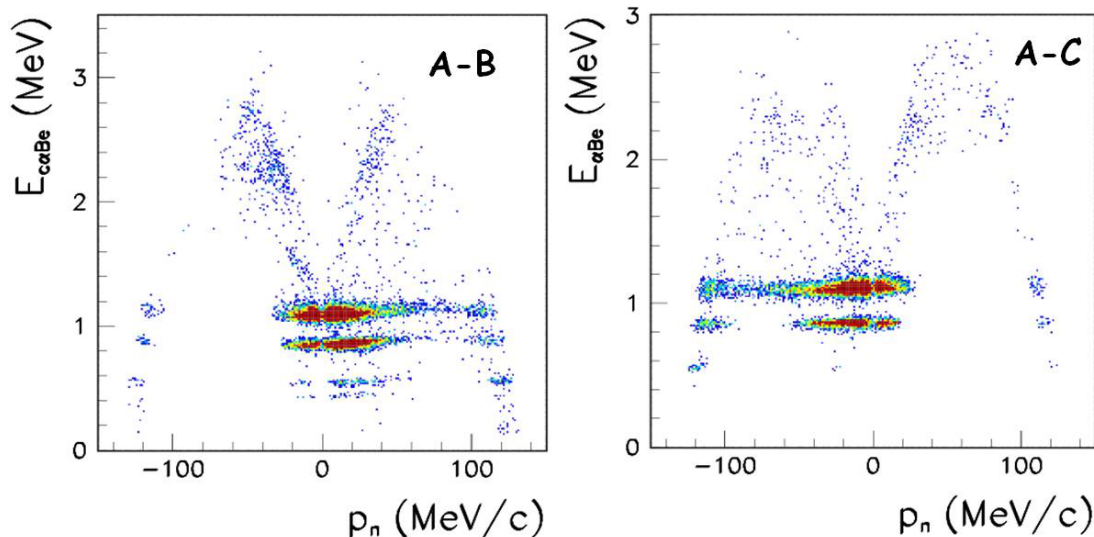 A-B
E_cαBe (MeV)
3
2
1
0
-100
0
100
p_n (MeV/c)
A-C
E_αBe (MeV)
3
2
1
0
-100
0
100
p_n (MeV/c)